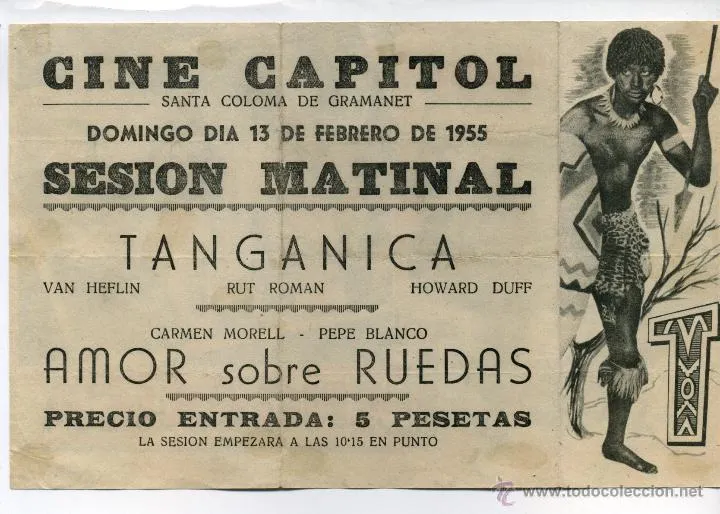 CINE CAPITOL
SANTA COLOMA DE GRAMANET
DOMINGO DIA 13 DE FEBRERO DE 1955
SESION MATINAL
TANGANICA
VAN HEFLIN RUT ROMAN HOWARD DUFF
CARMEN MORELL - PEPE BLANCO
AMOR sobre RUEDAS
PRECIO ENTRADA: 5 PESETAS
LA SESION EMPEZARA A LAS 10'15 EN PUNTO
T
© www.todocoleccion.net